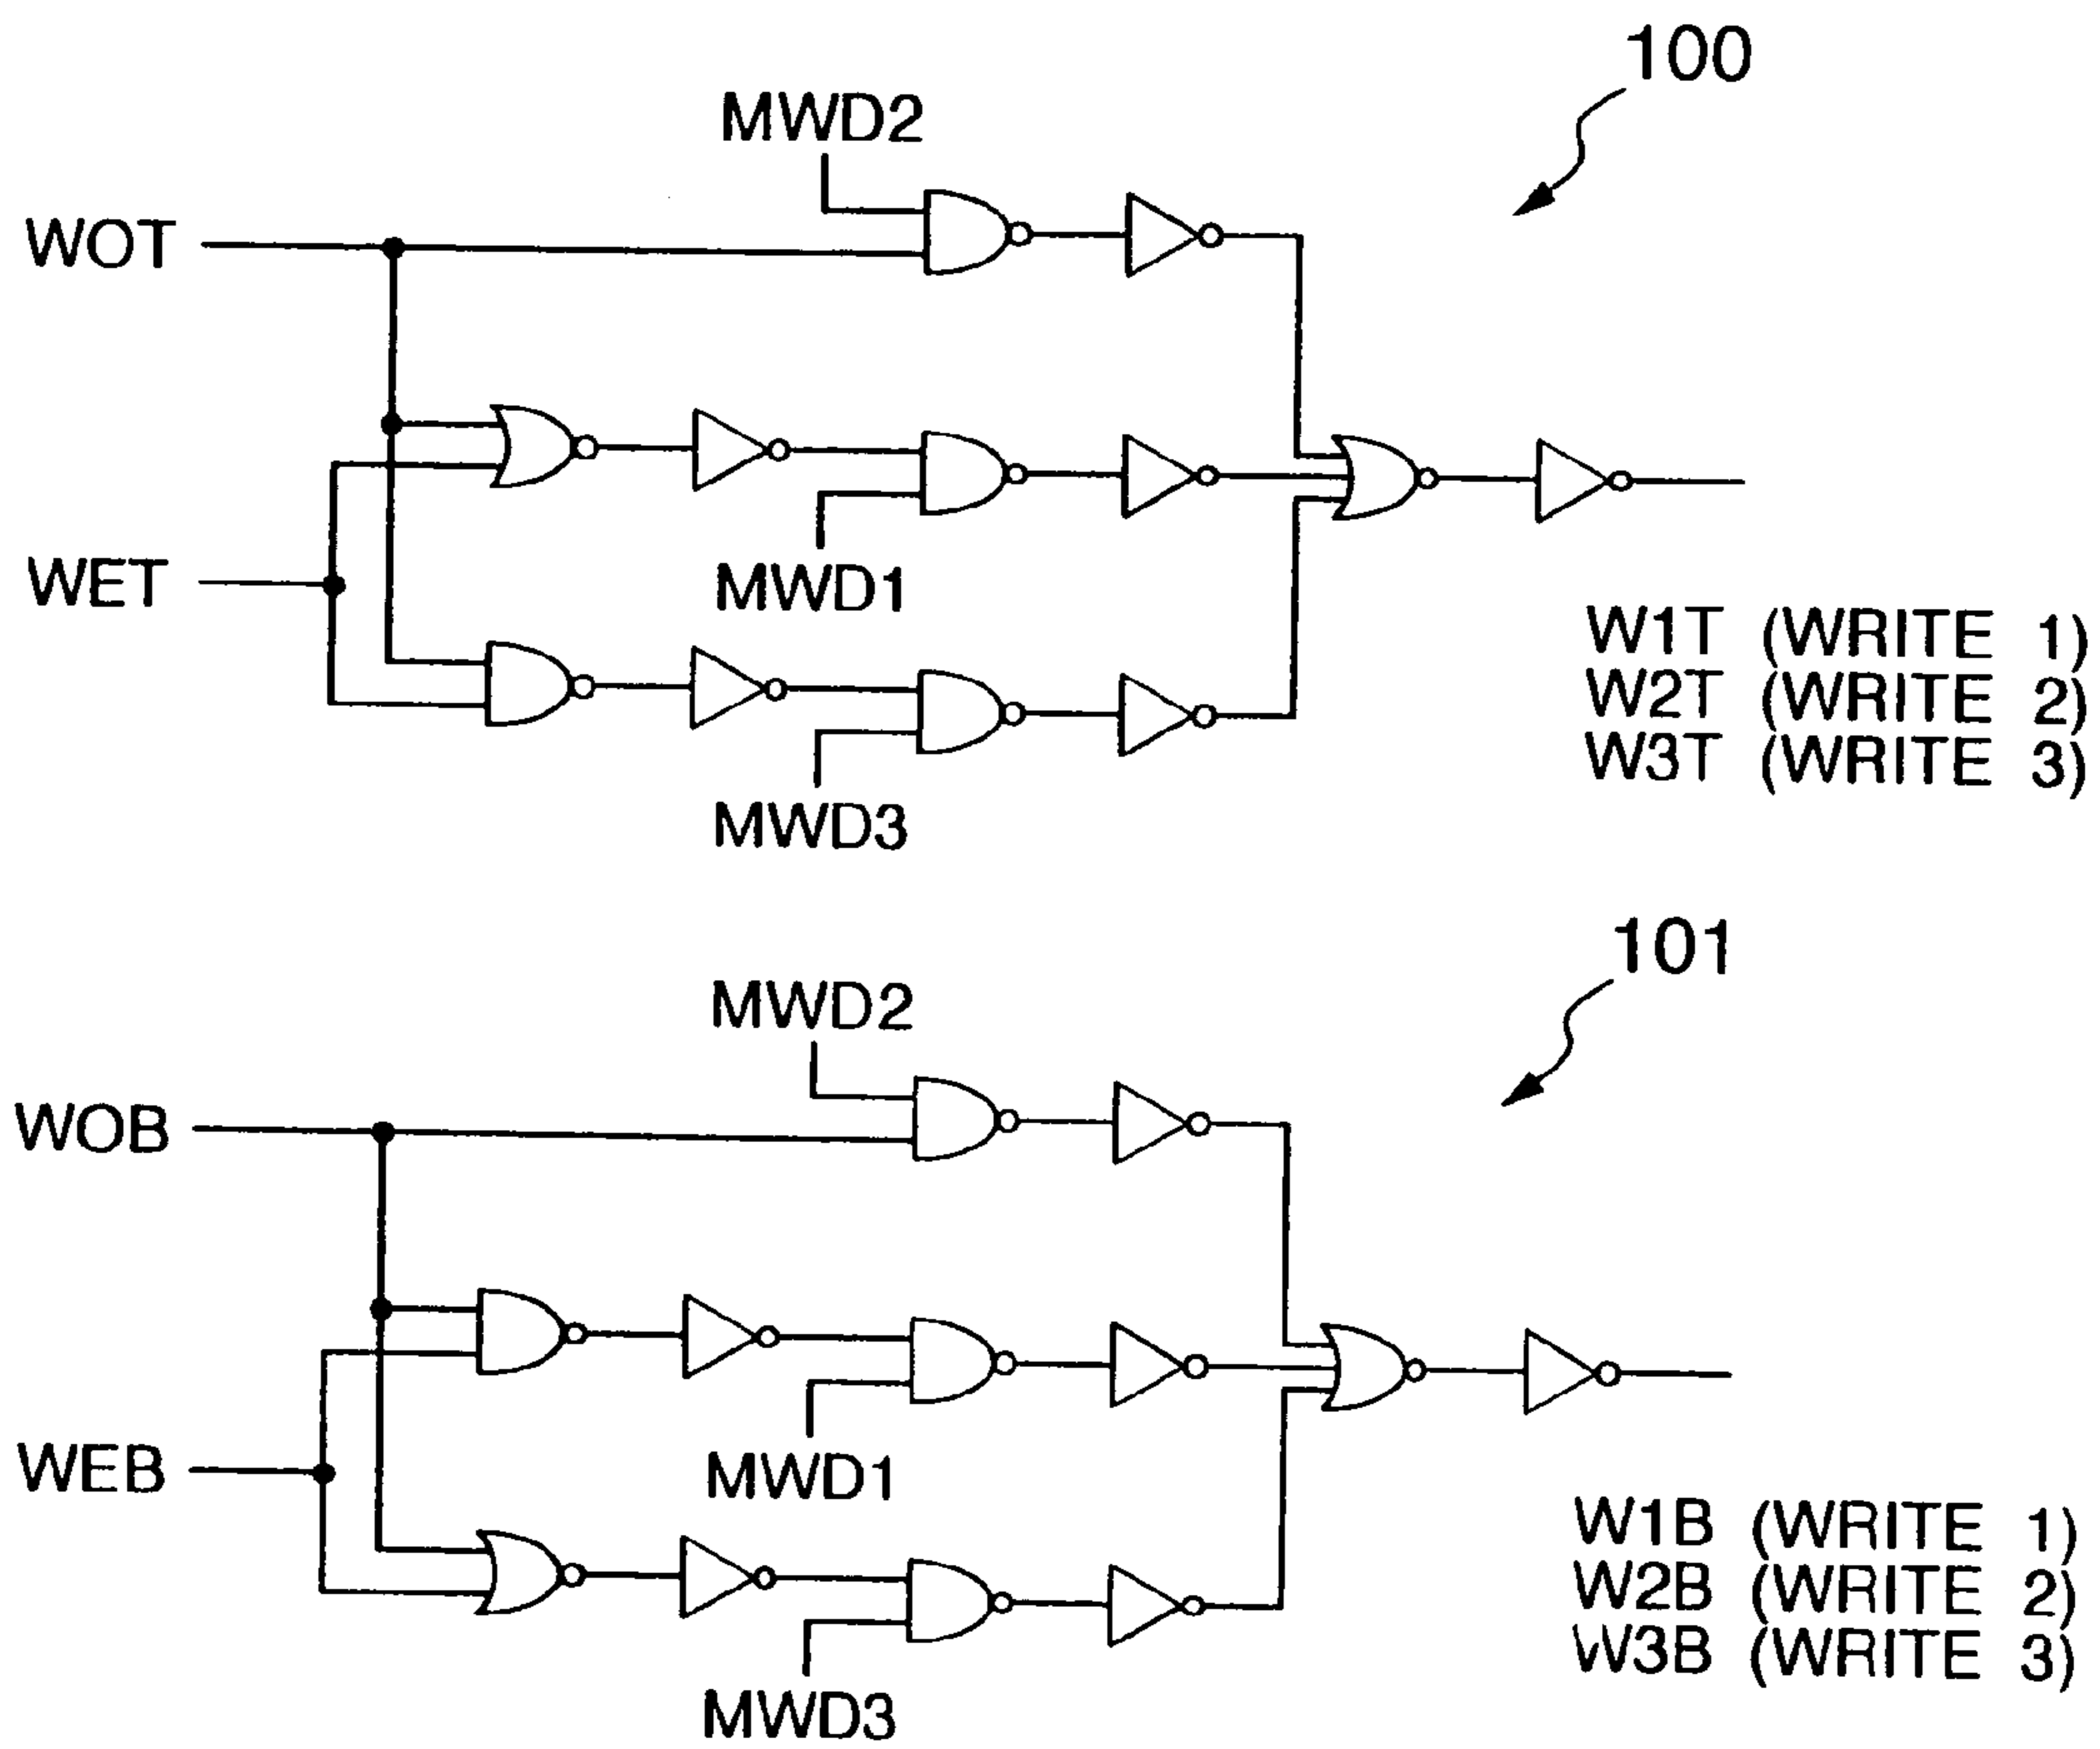 100
MWD2
WOT
MWD1
WET
W1T (WRITE 1)
W2T (WRITE 2)
W3T (WRITE 3)
MWD3
101
MWD2
WOB
MWD1
WEB
W1B (WRITE 1)
W2B (WRITE 2)
W3B (WRITE 3)
MWD3